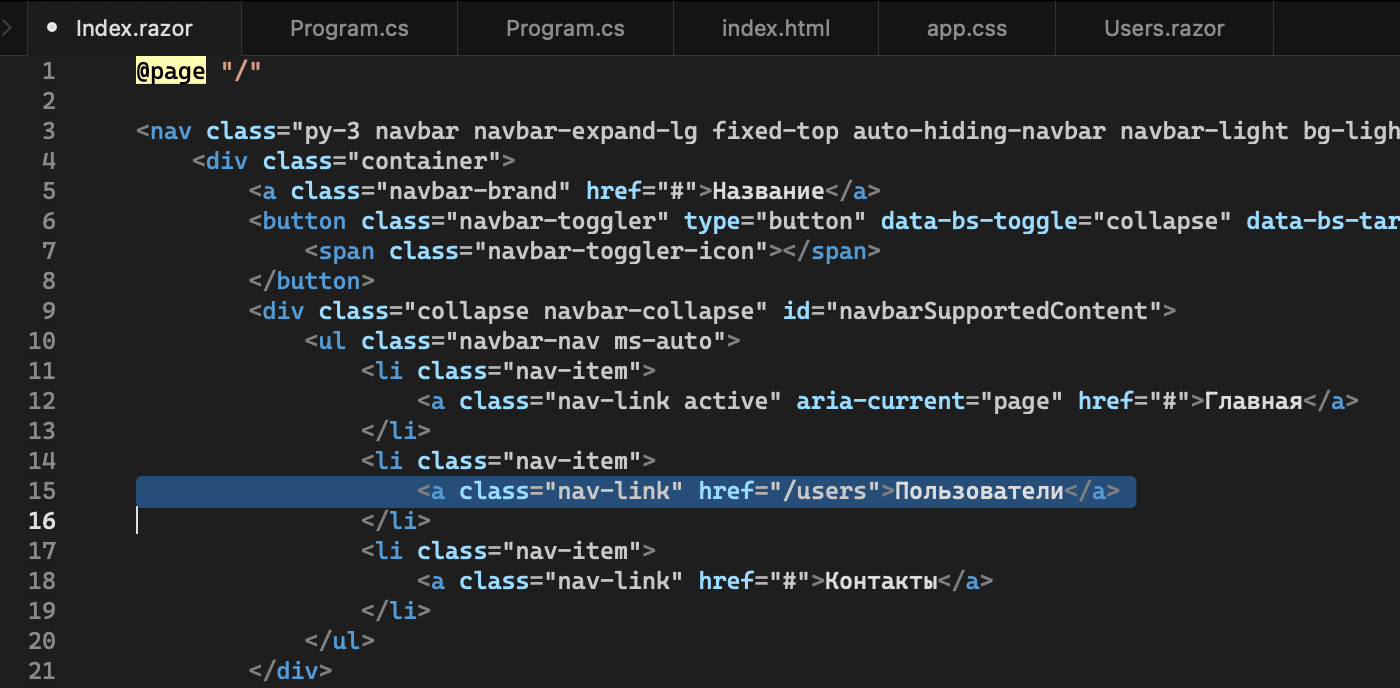 Index.razor Program.cs Program.cs index.html app.css Users.razor
1 @page "/"
2
3 <nav class="py-3 navbar navbar-expand-lg fixed-top auto-hiding-navbar navbar-light bg-ligh
4 <div class="container">
5 <a class="navbar-brand" href="#">Название</a>
6 <button class="navbar-toggler" type="button" data-bs-toggle="collapse" data-bs-tar
7 <span class="navbar-toggler-icon"></span>
8 </button>
9 <div class="collapse navbar-collapse" id="navbarSupportedContent">
10 <ul class="navbar-nav ms-auto">
11 <li class="nav-item">
12 <a class="nav-link active" aria-current="page" href="#">Главная</a>
13 </li>
14 <li class="nav-item">
15 <a class="nav-link" href="/users">Пользователи</a>
16 </li>
17 <li class="nav-item">
18 <a class="nav-link" href="#">Контакты</a>
19 </li>
20 </ul>
21 </div>